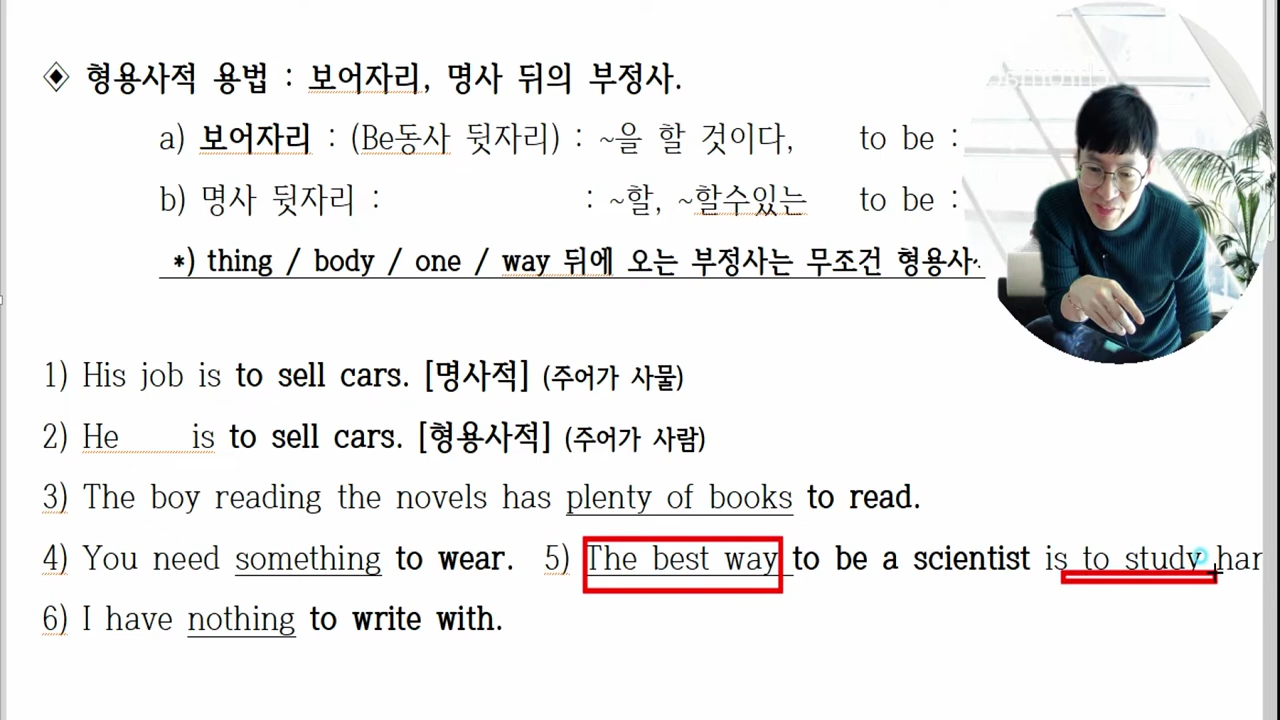 ◈ 형용사적 용법 : 보어자리, 명사 뒤의 부정사.
a) 보어자리 : (Be동사 뒷자리) : ~을 할 것이다, to be :
b) 명사 뒷자리 : : ~할, ~할수있는 to be :
*) thing / body / one / way 뒤에 오는 부정사는 무조건 형용사
1) His job is to sell cars. [명사적] (주어가 사물)
2) He is to sell cars. [형용사적] (주어가 사람)
3) The boy reading the novels has plenty of books to read.
4) You need something to wear. 5) The best way to be a scientist is to study har
6) I have nothing to write with.